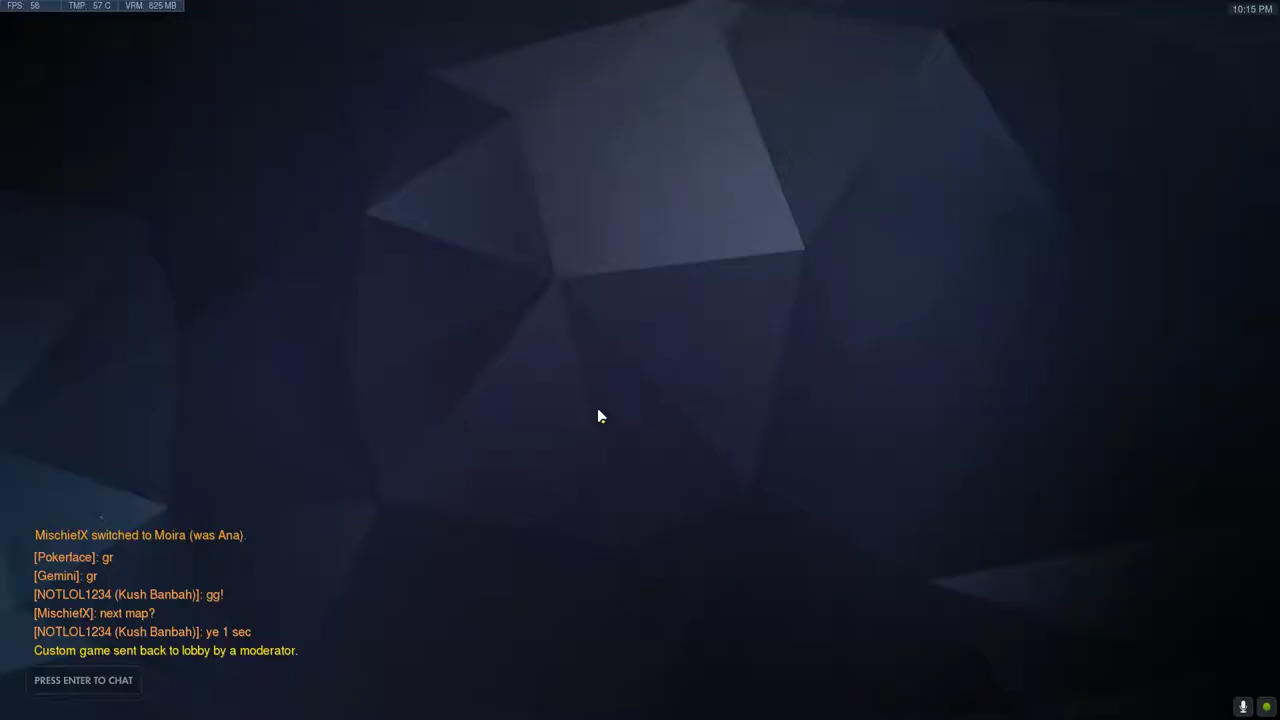 FPS: 58 TMP: 57 C VRM: 825 MB
10:15 PM
MischiefX switched to Moira (was Ana).
[Pokerface]: gr
[Gemini]: gr
[NOTLOL1234 (Kush Banbah)]: gg!
[MischiefX]: next map?
[NOTLOL1234 (Kush Banbah)]: ye 1 sec
Custom game sent back to lobby by a moderator.
PRESS ENTER TO CHAT